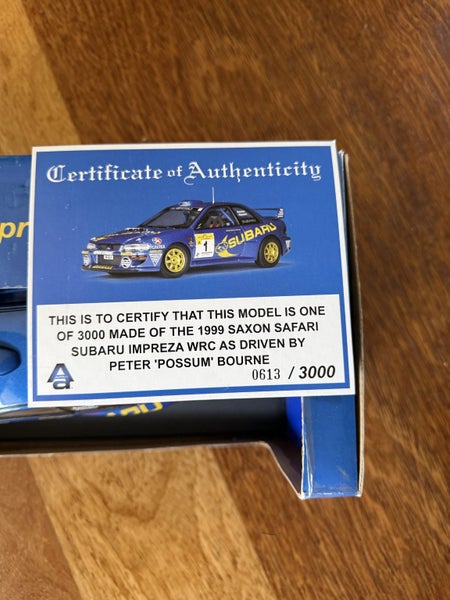 Certificate of Authenticity
1
SUBARU
THIS IS TO CERTIFY THAT THIS MODEL IS ONE
OF 3000 MADE OF THE 1999 SAXON SAFARI
SUBARU IMPREZA WRC AS DRIVEN BY
PETER 'POSSUM' BOURNE
0613 / 3000